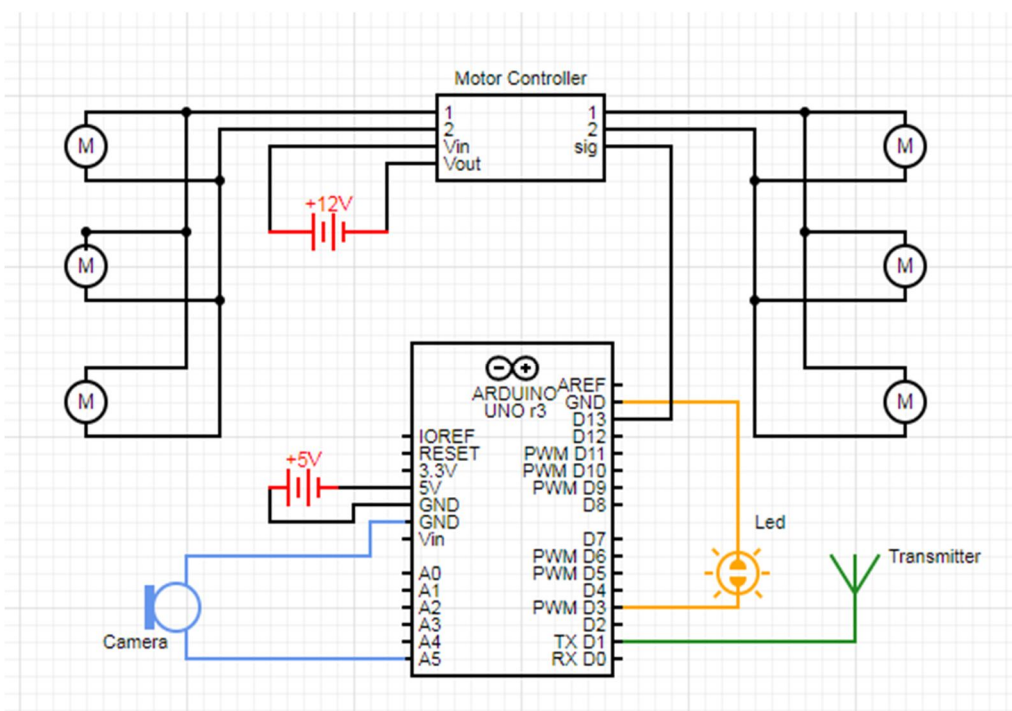 Motor Controller
1
2
Vin
Vout
1
2
sig
M
M
M
M
M
M
+12V
ARDUINO
UNO r3
AREF
GND
D13
D12
PWM D11
PWM D10
PWM D9
D8
D7
PWM D6
PWM D5
D4
PWM D3
D2
TX D1
RX D0
IOREF
RESET
3.3V
5V
GND
GND
Vin
A0
A1
A2
A3
A4
A5
+5V
Led
Transmitter
Camera